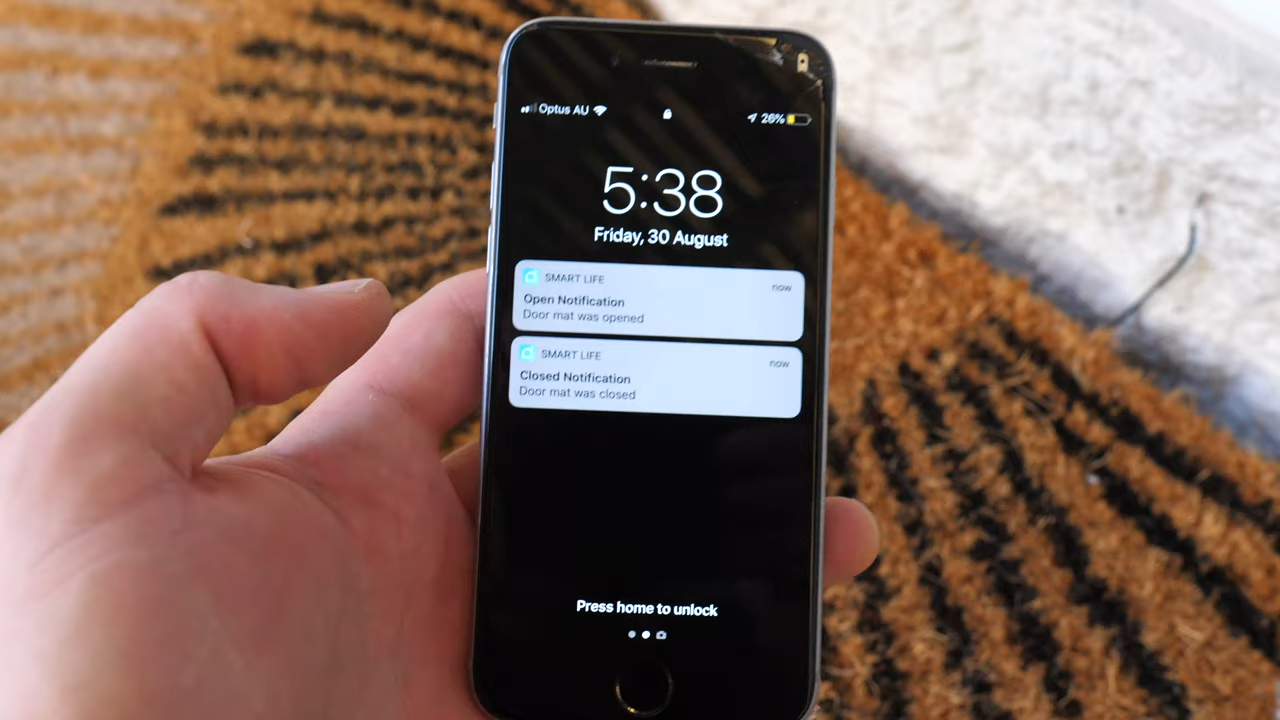 Optus AU
26%
5:38
Friday, 30 August
SMART LIFE
now
Open Notification
Door mat was opened
SMART LIFE
now
Closed Notification
Door mat was closed
Press home to unlock